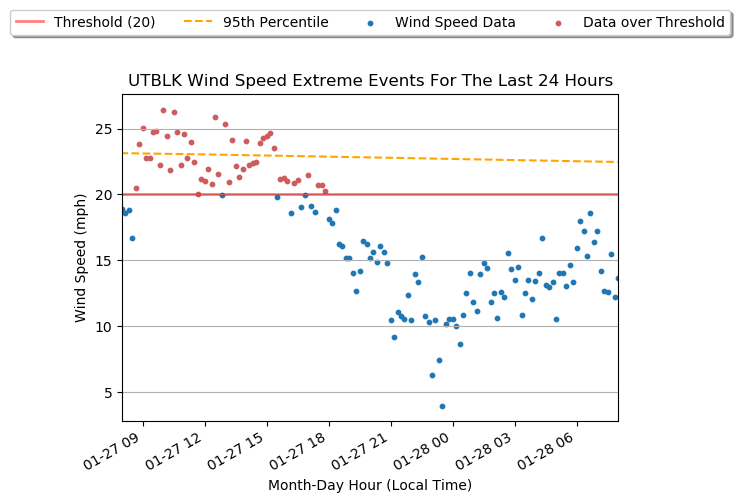 Threshold (20) 95th Percentile Wind Speed Data Data over Threshold
UTBLK Wind Speed Extreme Events For The Last 24 Hours
25
20
15
10
5
Wind Speed (mph)
01-27 09 01-27 12 01-27 15 01-27 18 01-27 21 01-28 00 01-28 03 01-28 06
Month-Day Hour (Local Time)